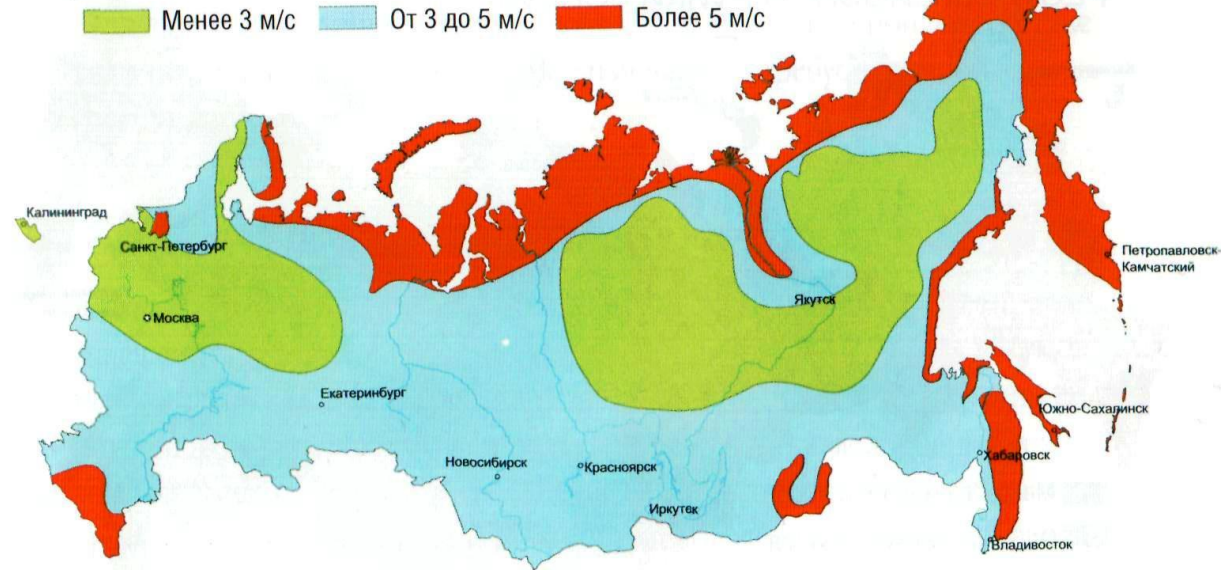 Менее 3 м/с
От 3 до 5 м/с
Более 5 м/с
Калининград
Санкт-Петербург
Москва
Екатеринбург
Новосибирск
Красноярск
Иркутск
Якутск
Петропавловск-
Камчатский
Южно-Сахалинск
Хабаровск
Владивосток